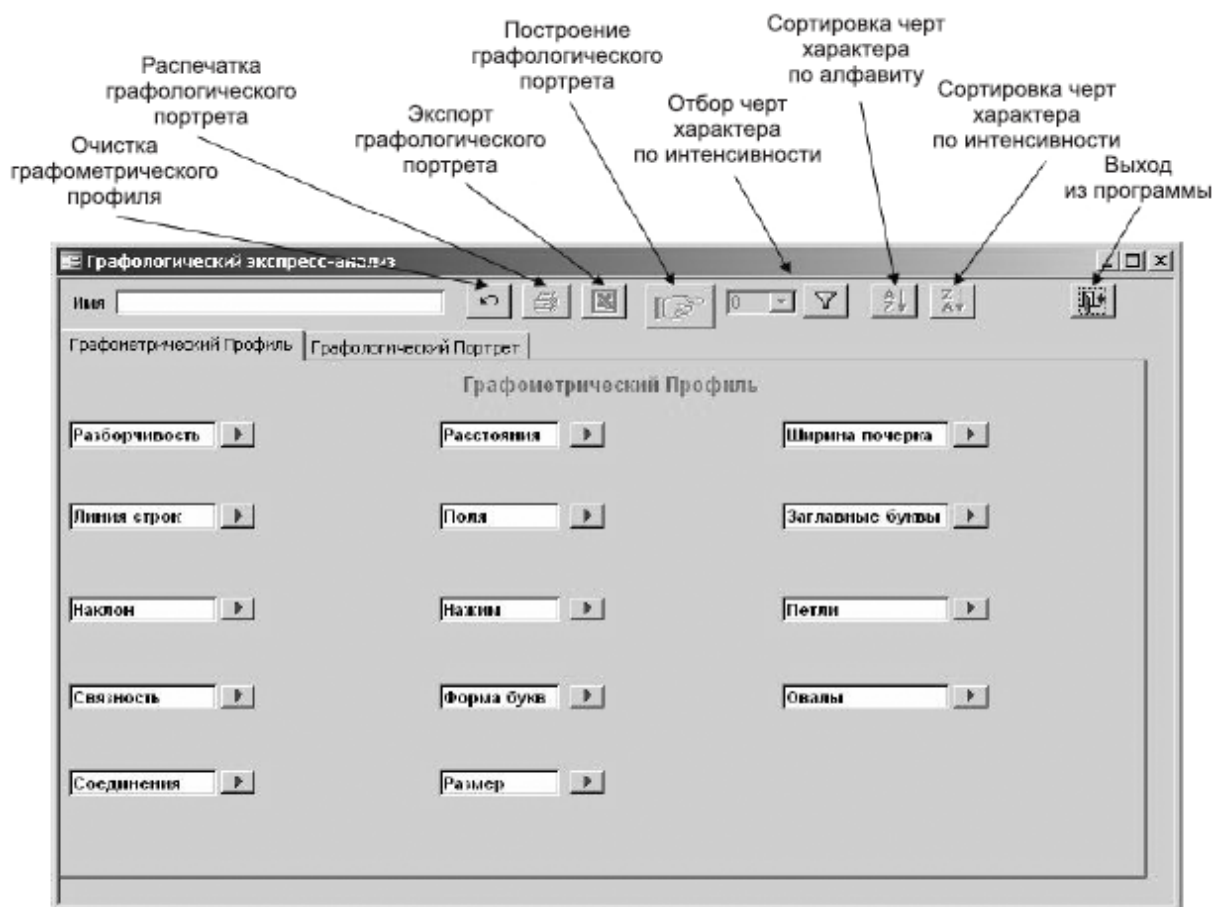 Распечатка
графологического
портрета
Очистка
графометрического
профиля
Экспорт
графологического
портрета
Построение
графологического
портрета
Отбор черт
характера
по интенсивности
Сортировка черт
характера
по алфавиту
Сортировка черт
характера
по интенсивности
Выход
из программы
Графологический экспресс-анализ
Имя
0
Графометрический Профиль Графологический Портрет
Графометрический Профиль
Разборчивость Расстояния Ширина почерка
Линия строк Поля Заглавные буквы
Наклон Нажим Петли
Связность Форма букв Овалы
Соединения Размер